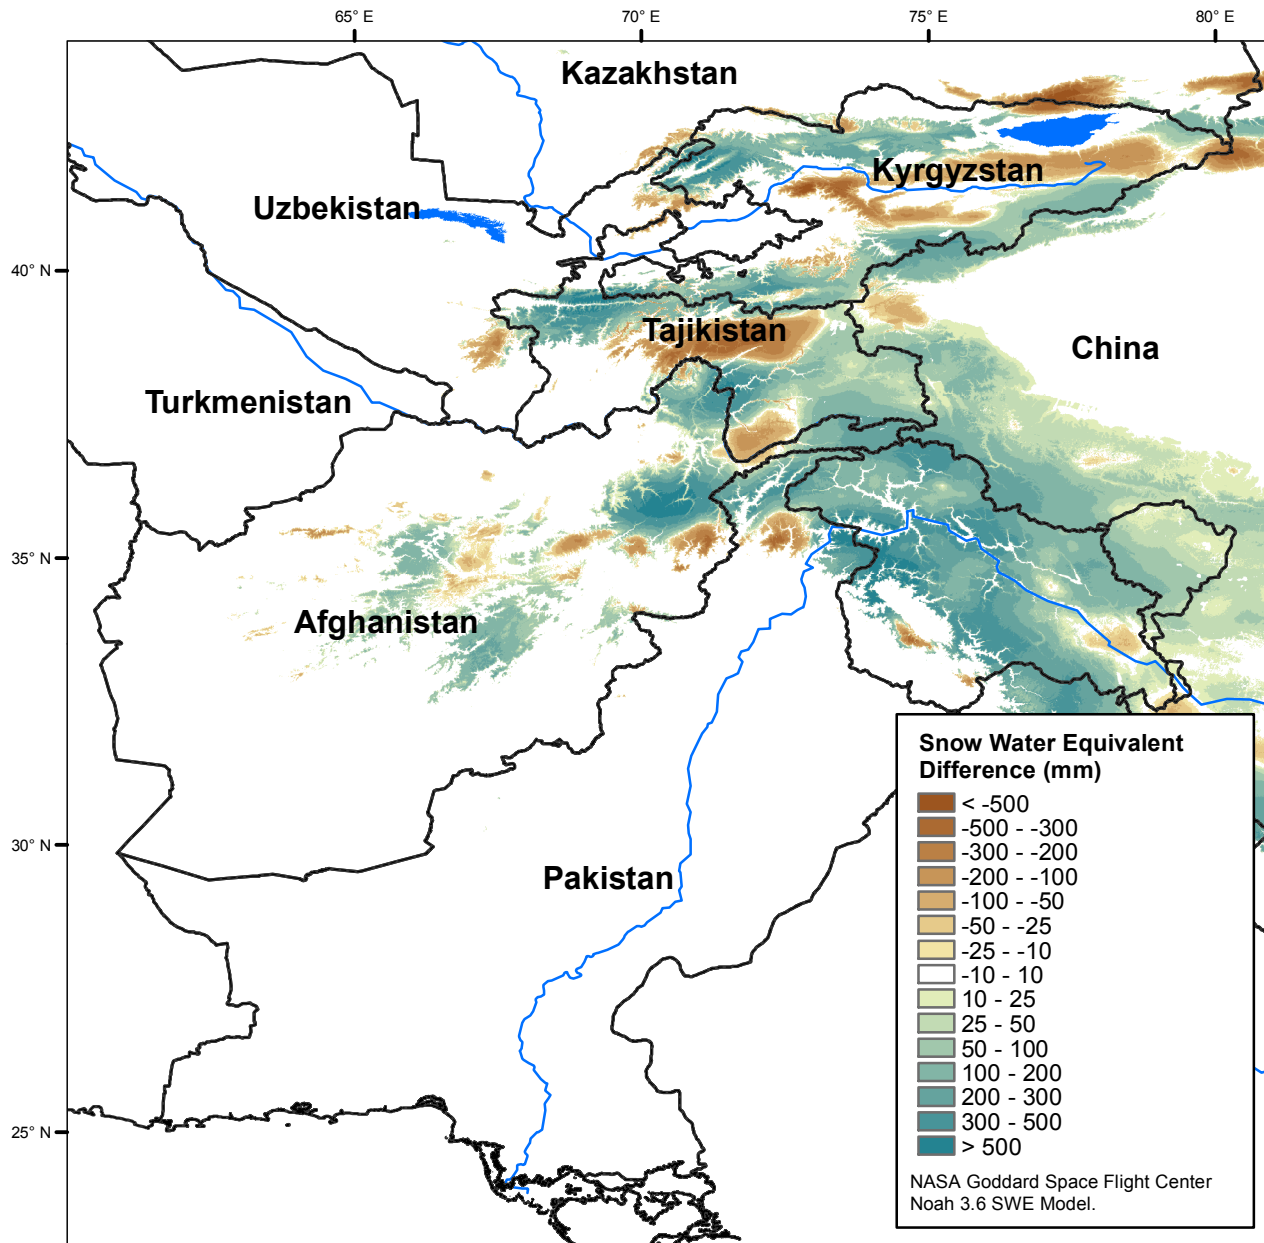 65° E
70° E
75° E
80° E
Kazakhstan
Kyrgyzstan
Uzbekistan
40° N
Tajikistan
China
Turkmenistan
35° N
Afghanistan
30° N
Pakistan
25° N
Snow Water Equivalent
Difference (mm)
< -500
-500 - -300
-300 - -200
-200 - -100
-100 - -50
-50 - -25
-25 - -10
-10 - 10
10 - 25
25 - 50
50 - 100
100 - 200
200 - 300
300 - 500
> 500
NASA Goddard Space Flight Center
Noah 3.6 SWE Model.